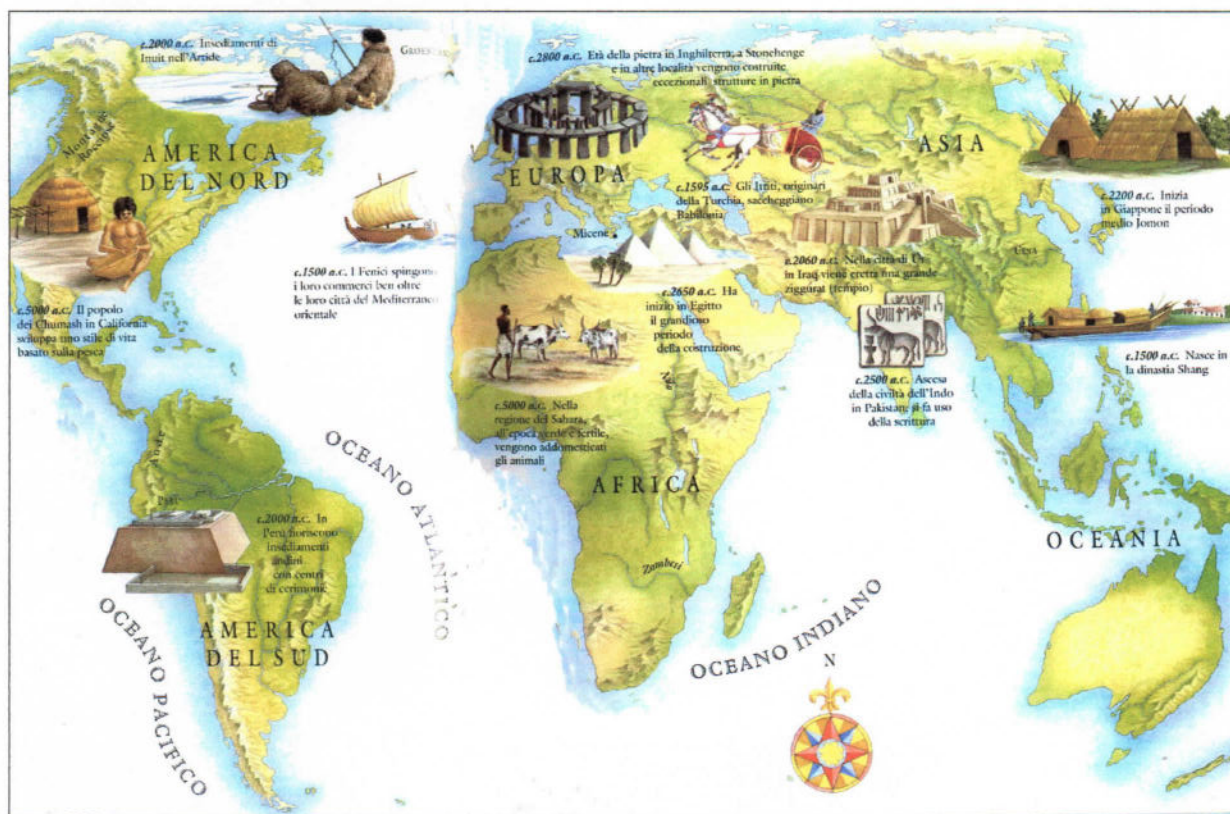 c.2000 a.C. Insediamenti di
Inuit nell'Artide
c.2800 a.C. Età della pietra in Inghilterra; a Stonehenge
e in altre località vengono costruite
eccezionali strutture in pietra
Montagne
Rocciose
AMERICA
DEL NORD
EUROPA
ASIA
c.1595 a.C. Gli Ittiti, originari
della Turchia, saccheggiano
Babilonia
c.2200 a.C. Inizia
in Giappone il periodo
medio Jomon
Micene
c.2060 a.C. Nella città di Ur
in Iraq viene eretta una grande
ziggurat (tempio)
c.1500 a.C. I Fenici spingono
i loro commerci ben oltre
le loro città del Mediterraneo
orientale
c.2650 a.C. Ha
inizio in Egitto
il grandioso
periodo
della costruzione
c.5000 a.C. Il popolo
dei Chumash in California
sviluppa uno stile di vita
basato sulla pesca
c.1500 a.C. Nasce in
la dinastia Shang
c.2500 a.C. Ascesa
della civiltà dell'Indo
in Pakistan; si fa uso
della scrittura
c.5000 a.C. Nella
regione del Sahara,
all'epoca verde e fertile,
vengono addomesticati
gli animali
Ande
OCEANO ATLANTICO
AFRICA
c.2000 a.C. In
Perù fioriscono
insediamenti
andini
con centri
di cerimonie
OCEANIA
Zambesi
OCEANO PACIFICO
AMERICA
DEL SUD
OCEANO INDIANO
N